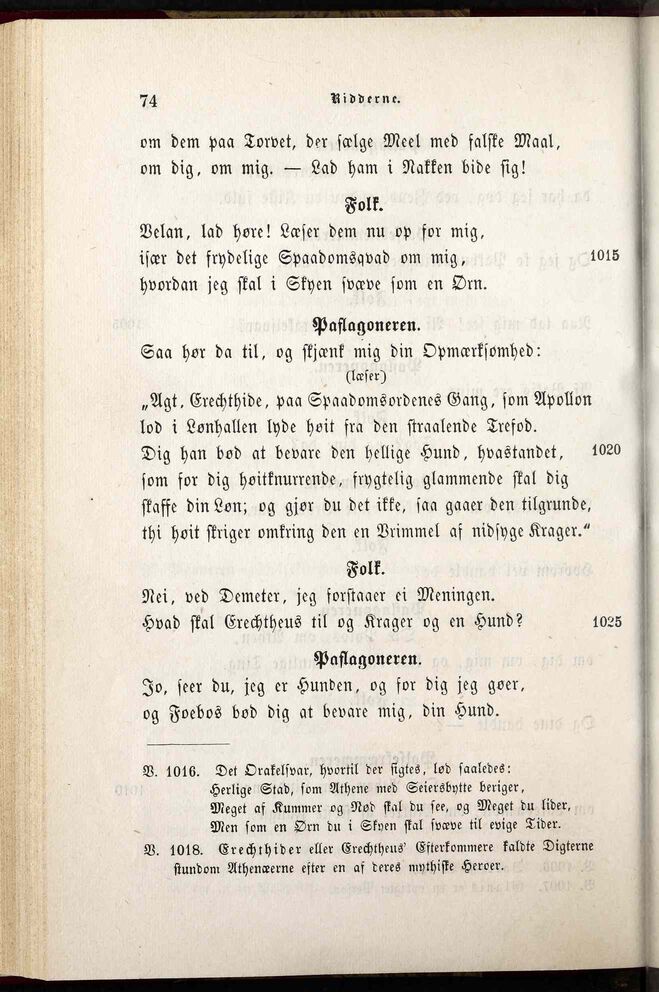 74 Ridderne.
om dem paa Torvet, der sælge Meel med falske Maal,
om dig, om mig. — Lad ham i Nakken bide sig!
Folk.
Velan, lad høre! Læser dem nu op for mig,
især det frydelige Spaadomsqvad om mig, 1015
hvordan jeg skal i Skyen svæve som en Ørn.
Paflagoneren.
Saa hør da til, og skjænk mig din Opmærksomhed:
(læser)
„Agt, Erechthide, paa Spaadomsordenes Gang, som Apollon
lod i Lønhallen lyde høit fra den straalende Trefod.
Dig han bød at bevare den hellige Hund, hvastandet, 1020
som for dig høitknurrende, frygtelig glammende skal dig
skaffe din Løn; og gjør du det ikke, saa gaaer den tilgrunde,
thi høit skriger omkring den en Vrimmel af nidsyge Krager.“
Folk.
Nei, ved Demeter, jeg forstaaer ei Meningen.
Hvad skal Erechtheus til og Krager og en Hund? 1025
Paflagoneren.
Jo, seer du, jeg er Hunden, og for dig jeg gøer,
og Foebos bød dig at bevare mig, din Hund.
V. 1016. Det Orakelsvar, hvortil der sigtes, lød saaledes:
Herlige Stad, som Athene med Seiersbytte beriger,
Meget af Kummer og Nød skal du see, og Meget du lider,
Men som en Ørn du i Skyen skal svæve til evige Tider.
V. 1018. Erechthider eller Erechtheus' Efterkommere kaldte Digterne
stundom Athenæerne efter en af deres mythiske Heroer.